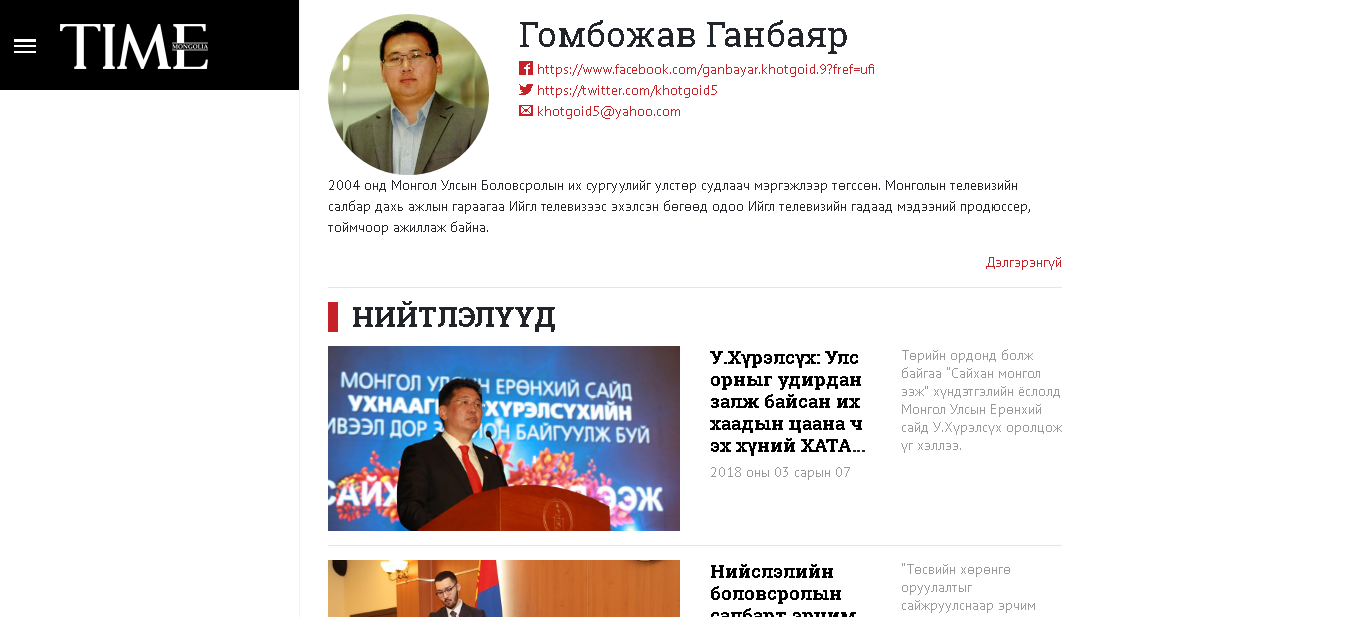 TIME
MONGOLIA
Гомбожав Ганбаяр
https://www.facebook.com/ganbayar.khotgoid.9?fref=ufi
https://twitter.com/khotgoid5
khotgoid5@yahoo.com
2004 онд Монгол Улсын Боловсролын их сургуулийг улстөр судлаач мэргэжлээр төгссөн. Монголын телевизийн
салбар дахь ажлын гараагаа Ийгл телевизээс эхэлсэн бөгөөд одоо Ийгл телевизийн гадаад мэдээний продюссер,
тоймчоор ажиллаж байна.
Дэлгэрэнгүй
НИЙТЛЭЛҮҮД
МОНГОЛ УЛСЫН ЕРӨНХИЙ САЙД
УХНААГИЙН ХҮРЭЛСҮХИЙН
ИВЭЭЛ ДОР ЗОХИОН БАЙГУУЛЖ БУЙ
ЭЭЖ
У.Хүрэлсүх: Улс
орныг удирдан
залж байсан их
хаадын цаана ч
эх хүний ХАТА...
2018 оны 03 сарын 07
Төрийн ордонд болж
байгаа "Сайхан монгол
ээж" хүндэтгэлийн ёслолд
Монгол Улсын Ерөнхий
сайд У.Хүрэлсүх оролцож
үг хэллээ.
Нийслэлийн
боловсролын
салбарт эрчим
"Төсвийн хөрөнгө
оруулалтыг
сайжруулснаар эрчим